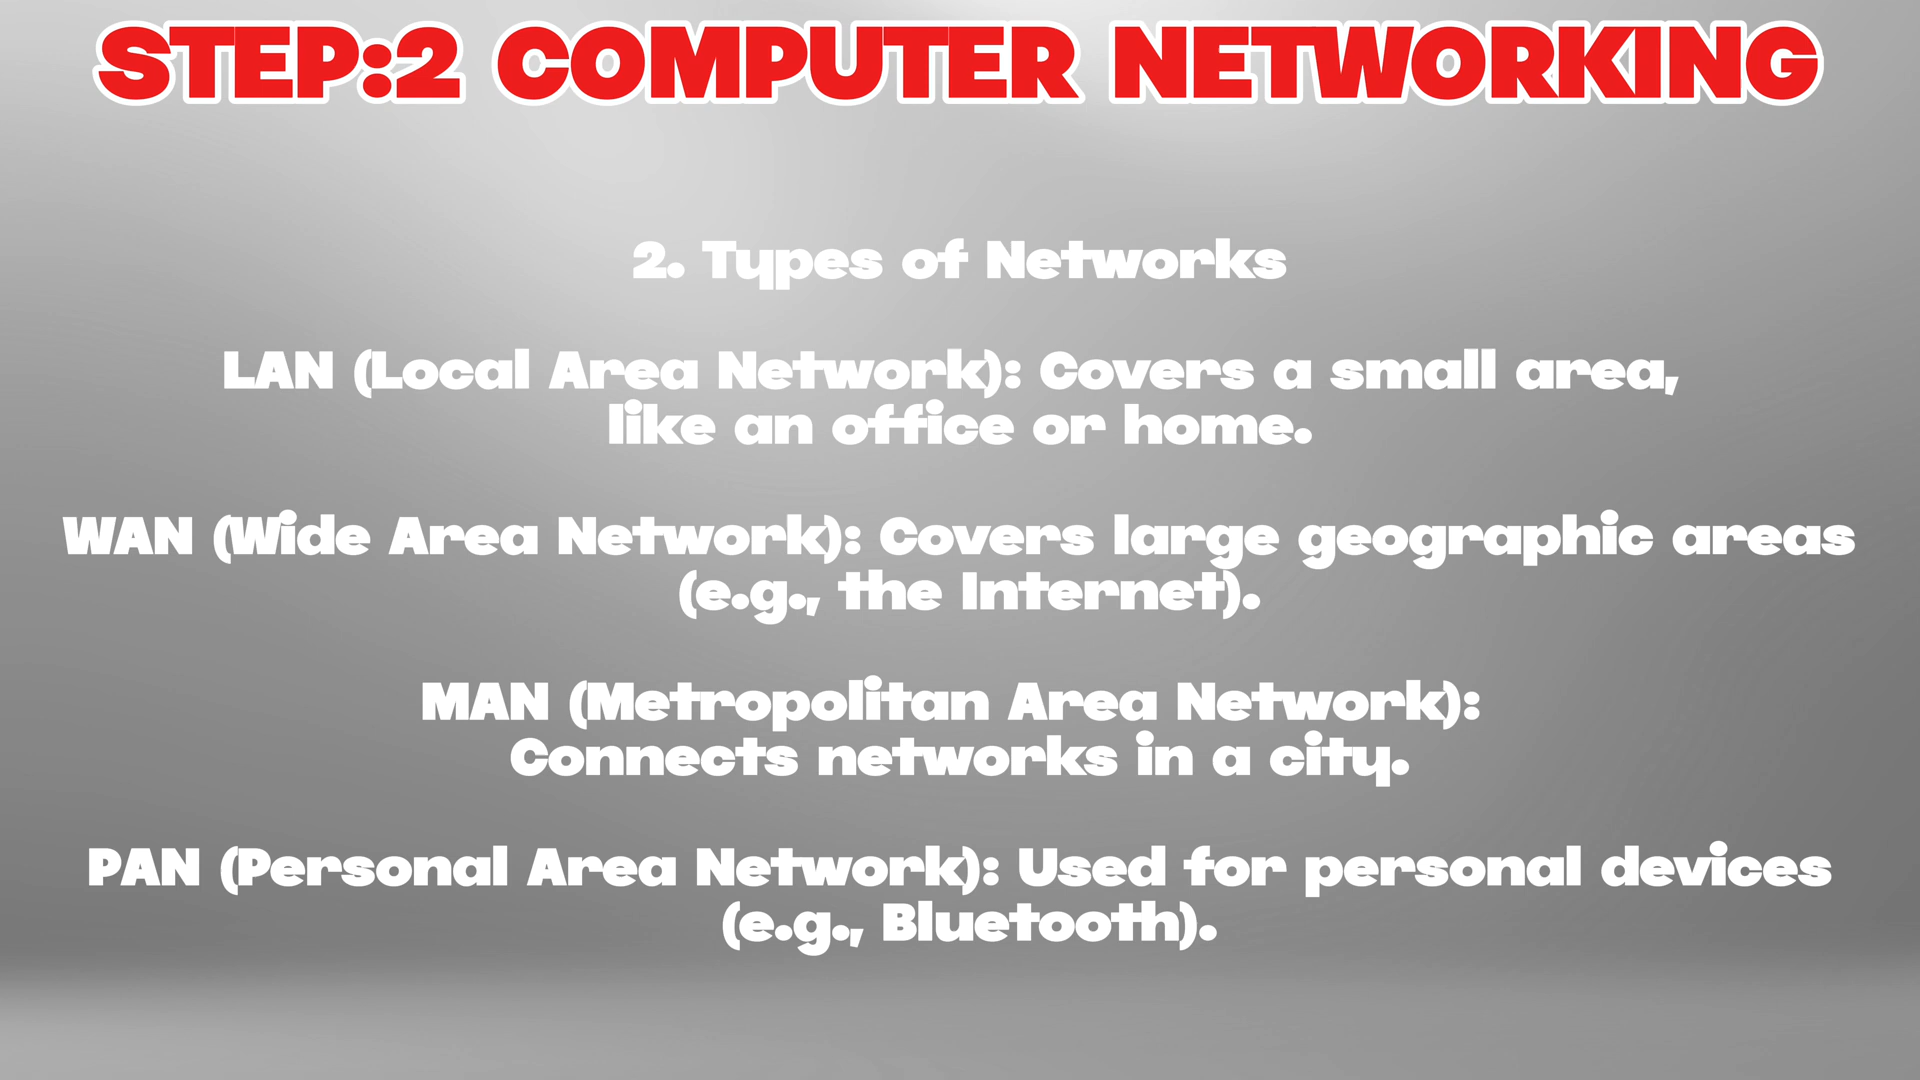 STEP:2 COMPUTER NETWORKING
2. Types of Networks
LAN (Local Area Network): Covers a small area,
like an office or home.
WAN (Wide Area Network): Covers large geographic areas
(e.g., the Internet).
MAN (Metropolitan Area Network):
Connects networks in a city.
PAN (Personal Area Network): Used for personal devices
(e.g., Bluetooth).